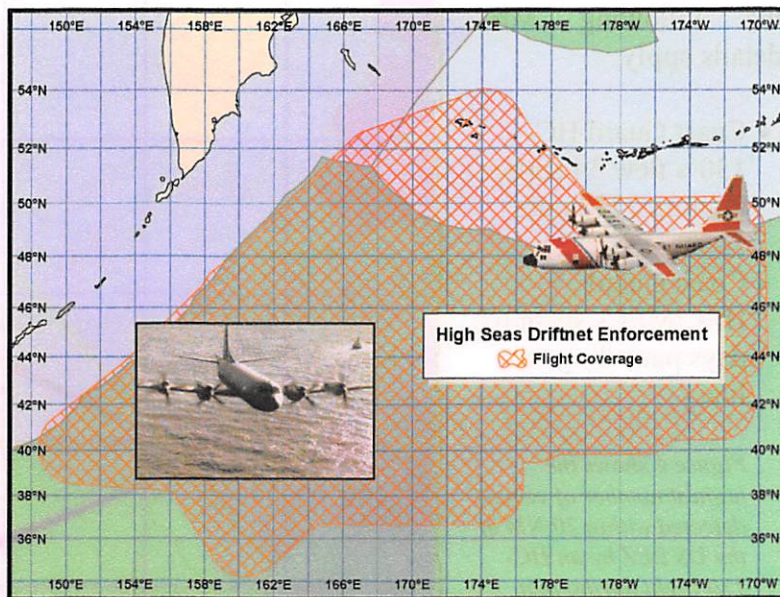 150°E 154°E 158°E 162°E 166°E 170°E 174°E 178°E 178°W 174°W 170°W
54°N 54°N
52°N 52°N
50°N 50°N
48°N 48°N
46°N 46°N
High Seas Driftnet Enforcement
Flight Coverage
44°N 44°N
42°N 42°N
40°N 40°N
38°N 38°N
36°N 36°N
150°E 154°E 158°E 162°E 166°E 170°E 174°E 178°E 178°W 174°W 170°W